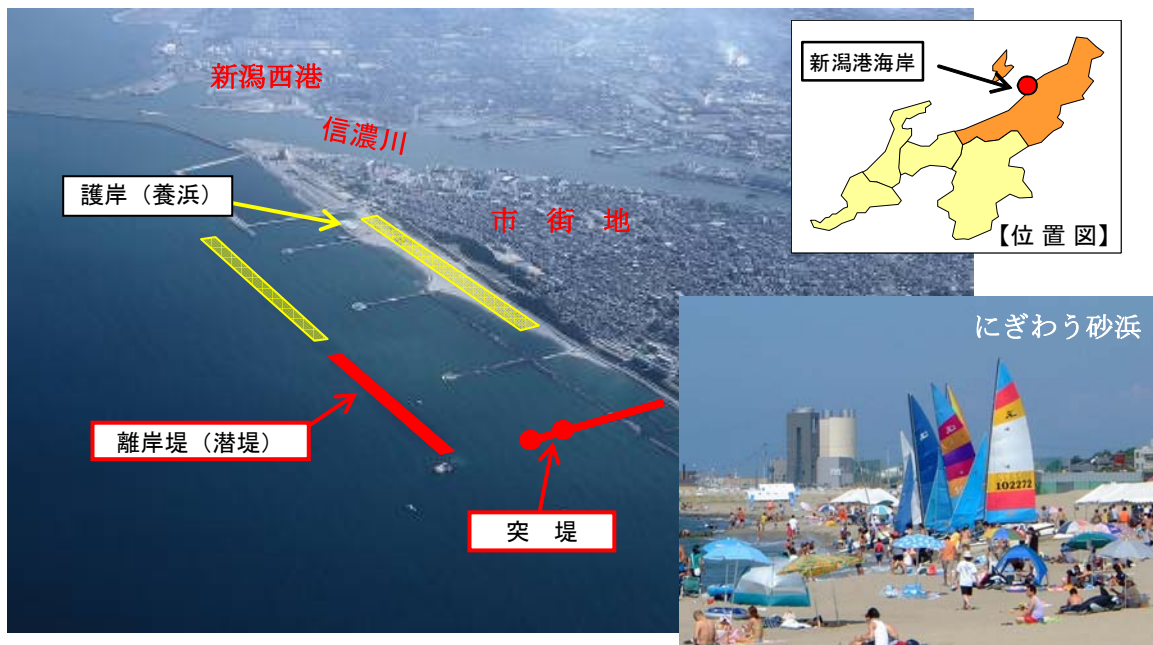 新潟西港
信濃川
護岸（養浜）
市 街 地
離岸堤（潜堤）
突 堤
新潟港海岸
【位 置 図】
にぎわう砂浜
102272